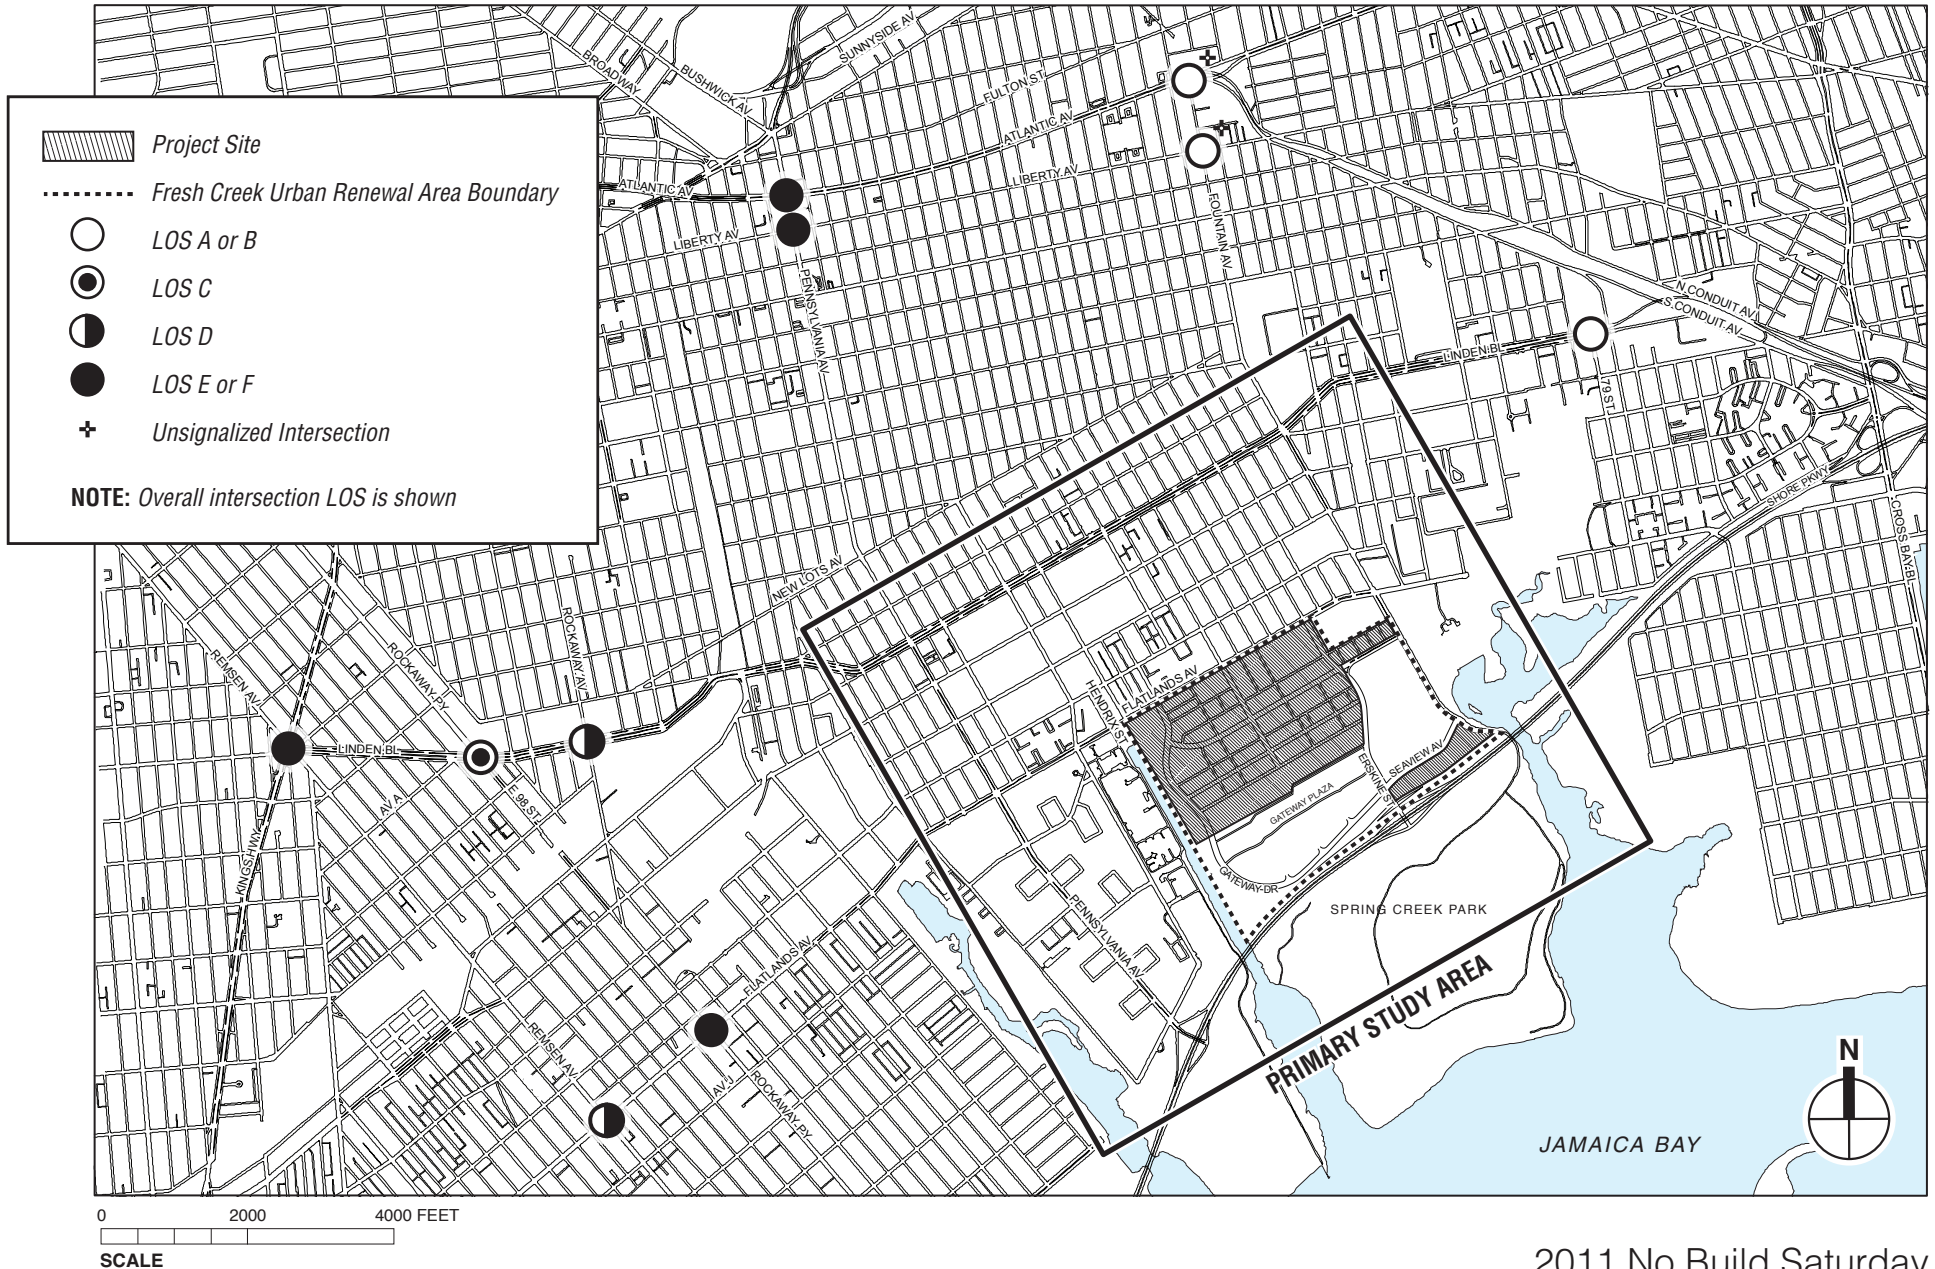 SUNNYSIDE AV
BROADWAY
BUSHWICK AV
FULTON ST
ATLANTIC AV
ATLANTIC AV
LIBERTY AV
LIBERTY AV
FOUNTAIN AV
PENNSYLVANIA AV
N CONDUIT AV
S CONDUIT AV
LINDEN BL
79 ST
SHORE PKWY
CROSS BAY BL
Project Site
Fresh Creek Urban Renewal Area Boundary
LOS A or B
LOS C
LOS D
LOS E or F
Unsignalized Intersection
NOTE: Overall intersection LOS is shown
NEW LOTS AV
ROCKAWAY AV
ROCKAWAY PY
REMSEN AV
LINDEN BL
AV A
E 98 ST
KINGS HWY
HENDRIX ST
FLATLANDS AV
SEAVIEW AV
ERSKINE ST
GATEWAY PLAZA
GATEWAY DR
PENNSYLVANIA AV
SPRING CREEK PARK
FLATLANDS AV
REMSEN AV
AV J
ROCKAWAY PY
PRIMARY STUDY AREA
JAMAICA BAY
N
0 2000 4000 FEET
SCALE
2011 No Build Saturday